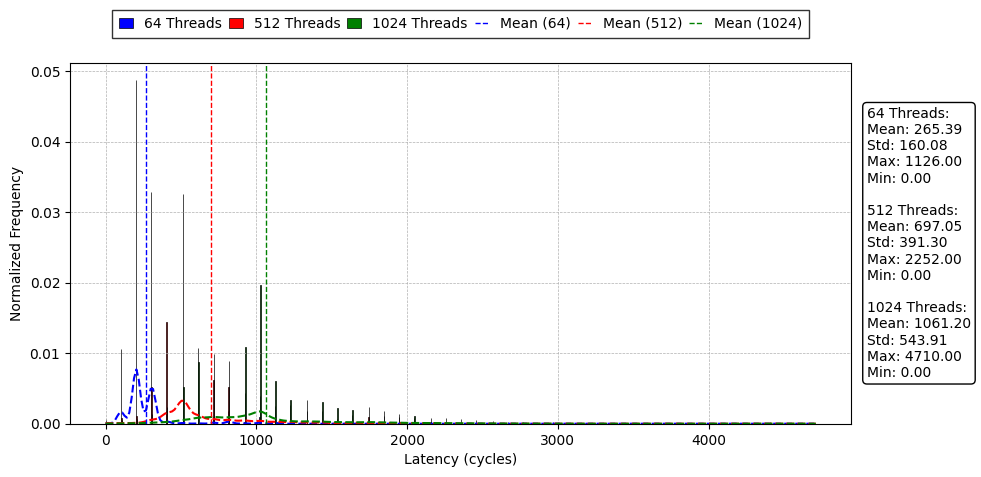 64 Threads 512 Threads 1024 Threads Mean (64) Mean (512) Mean (1024)
0.05
0.04
0.03
0.02
0.01
0.00
Normalized Frequency
0 1000 2000 3000 4000
Latency (cycles)
64 Threads:
Mean: 265.39
Std: 160.08
Max: 1126.00
Min: 0.00
512 Threads:
Mean: 697.05
Std: 391.30
Max: 2252.00
Min: 0.00
1024 Threads:
Mean: 1061.20
Std: 543.91
Max: 4710.00
Min: 0.00